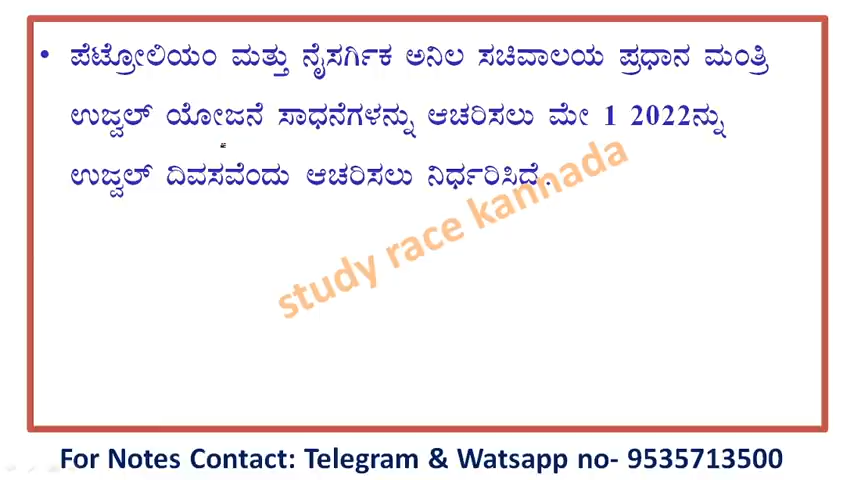 • ಪೆಟ್ರೋಲಿಯಂ ಮತ್ತು ನೈಸರ್ಗಿಕ ಅನಿಲ ಸಚಿವಾಲಯ ಪ್ರಧಾನ ಮಂತ್ರಿ
ಉಜ್ವಲ್ ಯೋಜನೆ ಸಾಧನೆಗಳನ್ನು ಆಚರಿಸಲು ಮೇ 1 2022ನ್ನು
ಉಜ್ವಲ್ ದಿವಸವೆಂದು ಆಚರಿಸಲು ನಿರ್ಧರಿಸಿದೆ.
study race kannada
For Notes Contact: Telegram & Watsapp no- 9535713500